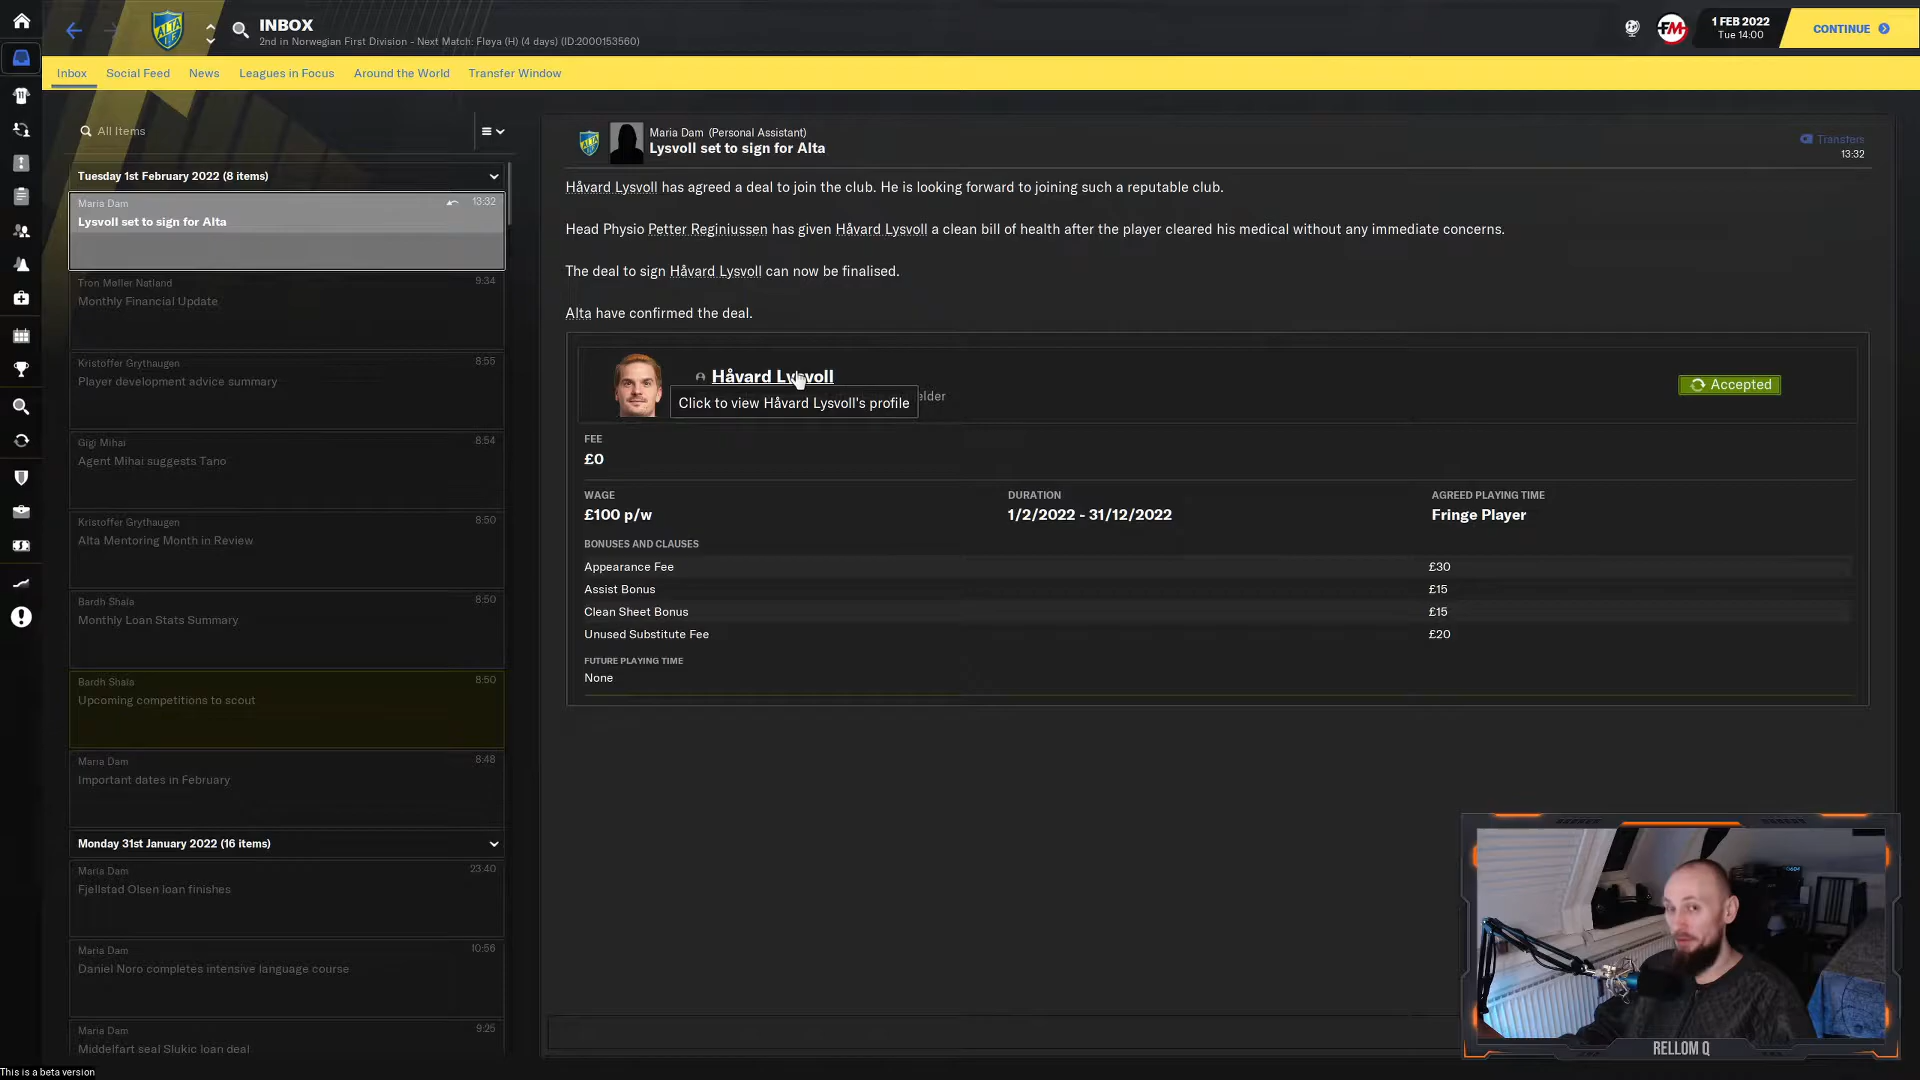 INBOX
2nd in Norwegian First Division - Next Match: Fløya (H) (4 days) (ID:2000153560)
FM
1 FEB 2022
Tue 14:00
CONTINUE
Inbox Social Feed News Leagues in Focus Around the World Transfer Window
All Items
Tuesday 1st February 2022 (8 items)
Maria Dam 13:32
Lysvoll set to sign for Alta
Tron Møller Natland 9:34
Monthly Financial Update
Kristoffer Grythaugen 8:55
Player development advice summary
Gigi Mihai 8:54
Agent Mihai suggests Tano
Kristoffer Grythaugen 8:50
Alta Mentoring Month in Review
Bardh Shala 8:50
Monthly Loan Stats Summary
Bardh Shala 8:50
Upcoming competitions to scout
Maria Dam 8:48
Important dates in February
Monday 31st January 2022 (16 items)
Maria Dam 23:40
Fjellstad Olsen loan finishes
Maria Dam 10:56
Daniel Noro completes intensive language course
Maria Dam 9:25
Middelfart seal Slukic loan deal
Maria Dam (Personal Assistant)
Lysvoll set to sign for Alta
Transfers
13:32
Håvard Lysvoll has agreed a deal to join the club. He is looking forward to joining such a reputable club.
Head Physio Petter Reginiussen has given Håvard Lysvoll a clean bill of health after the player cleared his medical without any immediate concerns.
The deal to sign Håvard Lysvoll can now be finalised.
Alta have confirmed the deal.
Håvard Lysvoll
elder
Click to view Håvard Lysvoll's profile
Accepted
FEE
£0
WAGE DURATION AGREED PLAYING TIME
£100 p/w 1/2/2022 - 31/12/2022 Fringe Player
BONUSES AND CLAUSES
Appearance Fee £30
Assist Bonus £15
Clean Sheet Bonus £15
Unused Substitute Fee £20
FUTURE PLAYING TIME
None
RELLOM Q
This is a beta version